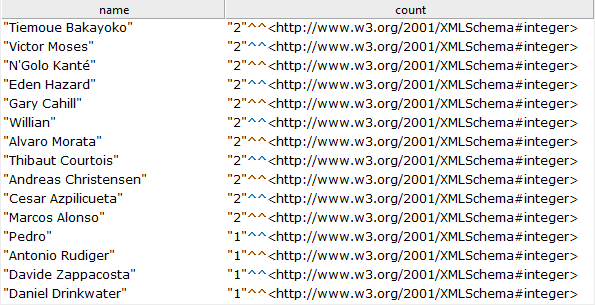 name count
"Tiemoue Bakayoko" "2"^^<http://www.w3.org/2001/XMLSchema#integer>
"Victor Moses" "2"^^<http://www.w3.org/2001/XMLSchema#integer>
"N'Golo Kanté" "2"^^<http://www.w3.org/2001/XMLSchema#integer>
"Eden Hazard" "2"^^<http://www.w3.org/2001/XMLSchema#integer>
"Gary Cahill" "2"^^<http://www.w3.org/2001/XMLSchema#integer>
"Willian" "2"^^<http://www.w3.org/2001/XMLSchema#integer>
"Alvaro Morata" "2"^^<http://www.w3.org/2001/XMLSchema#integer>
"Thibaut Courtois" "2"^^<http://www.w3.org/2001/XMLSchema#integer>
"Andreas Christensen" "2"^^<http://www.w3.org/2001/XMLSchema#integer>
"Cesar Azpilicueta" "2"^^<http://www.w3.org/2001/XMLSchema#integer>
"Marcos Alonso" "2"^^<http://www.w3.org/2001/XMLSchema#integer>
"Pedro" "1"^^<http://www.w3.org/2001/XMLSchema#integer>
"Antonio Rudiger" "1"^^<http://www.w3.org/2001/XMLSchema#integer>
"Davide Zappacosta" "1"^^<http://www.w3.org/2001/XMLSchema#integer>
"Daniel Drinkwater" "1"^^<http://www.w3.org/2001/XMLSchema#integer>